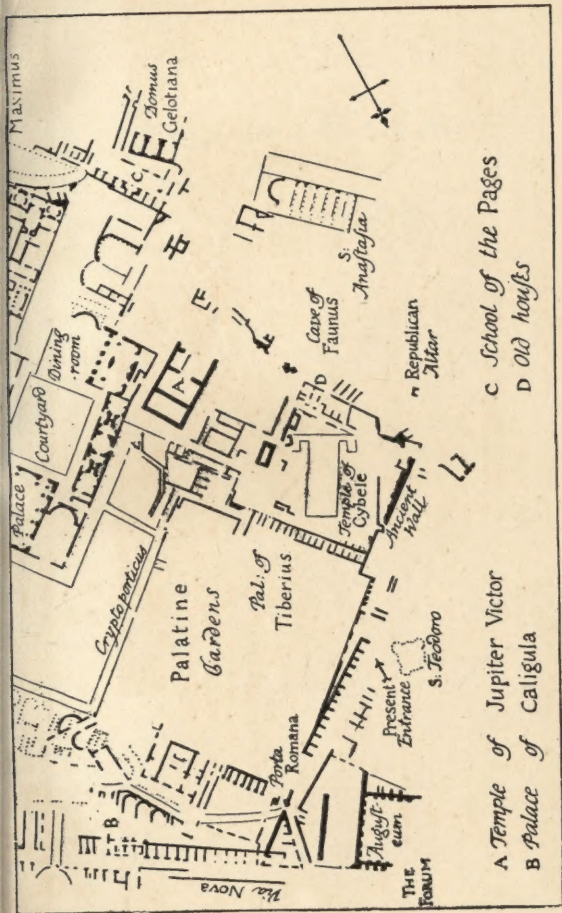 Maximus
Domus
Gelotiana
C
Palace
Courtyard
Dining
room
A
S:
Anaſtaſia
Cave of
Faunus
Cryptoporticus
D
Republican
Altar
Temple of
Cybele
Ancient
Wall
Palatine
Gardens
Pal: of
Tiberius
B
Porta
Romana
Present
Entrance
S: Teodoro
Via Nova
August-
eum
THE
FORUM
A Temple of Jupiter Victor
B Palace of Caligula
C School of the Pages
D Old houſes